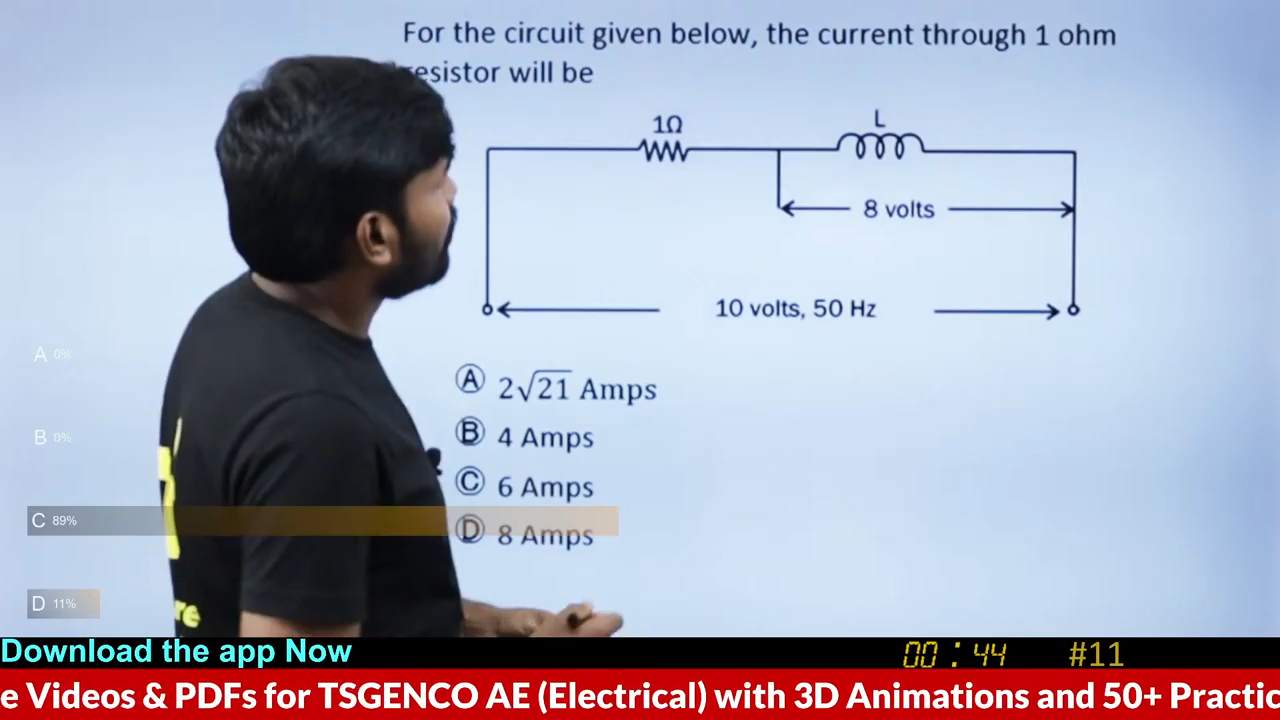 For the circuit given below, the current through 1 ohm
resistor will be
1Ω
L
8 volts
10 volts, 50 Hz
A 0%
Ⓐ 2√21 Amps
B 0%
Ⓑ 4 Amps
Ⓒ 6 Amps
C 89%
Ⓓ 8 Amps
D 11%
re
Download the app Now
00:44
#11
e Videos & PDFs for TSGENCO AE (Electrical) with 3D Animations and 50+ Practic